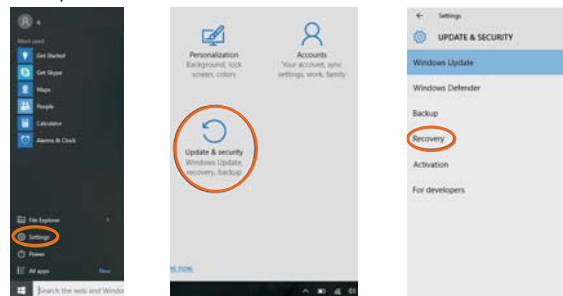 Most used
Get Started
Get Skype
Maps
People
Calculator
Alarms & Clock
File Explorer
Settings
Power
All apps
New
Search the web and Windo
Personalization
Background, lock
screen, colors
Accounts
Your account, sync
settings, work, family
Update & security
Windows Update,
recovery, backup
Settings
UPDATE & SECURITY
Windows Update
Windows Defender
Backup
Recovery
Activation
For developers